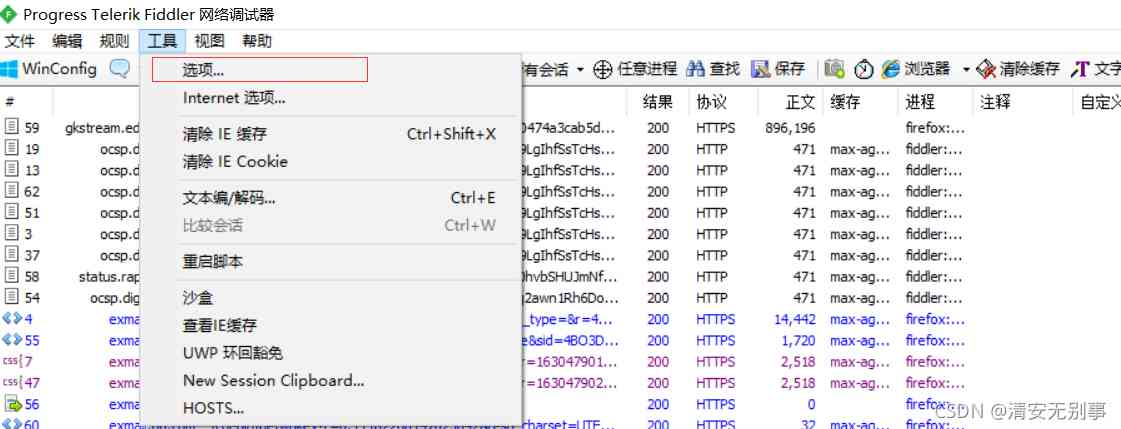 Progress Telerik Fiddler 网络调试器
文件 编辑 规则 工具 视图 帮助
WinConfig 有会话 任意进程 查找 保存 浏览器 清除缓存 文字
选项...
Internet 选项...
清除 IE 缓存 Ctrl+Shift+X
清除 IE Cookie
文本编/解码... Ctrl+E
比较会话 Ctrl+W
重启脚本
沙盒
查看IE缓存
UWP 环回豁免
New Session Clipboard...
HOSTS...
# 结果 协议 正文 缓存 进程 注释 自定义
59 gkstream.ed 0474a3cab5d... 200 HTTPS 896,196 firefox:...
19 ocsp.d 9LgIhfSsTcHs... 200 HTTP 471 max-ag... fiddler:...
13 ocsp.d 9LgIhfSsTcHs... 200 HTTP 471 max-ag... fiddler:...
62 ocsp.d 9LgIhfSsTcHs... 200 HTTP 471 max-ag... fiddler:...
51 ocsp.d 9LgIhfSsTcHs... 200 HTTP 471 max-ag... fiddler:...
3 ocsp.d 9LgIhfSsTcHs... 200 HTTP 471 max-ag... fiddler:...
37 ocsp.d 9LgIhfSsTcHs... 200 HTTP 471 max-ag... fiddler:...
58 status.rap 0hvbSHUJmNf... 200 HTTP 471 max-ag... fiddler:...
54 ocsp.dig g2awn1Rh6Do... 200 HTTP 471 max-ag... fiddler:...
4 exma _type=&r=4... 200 HTTPS 14,442 max-ag... firefox:...
55 exma e&sid=4BO3D... 200 HTTPS 1,720 max-ag... firefox:...
css 7 exma r=163047901... 200 HTTPS 2,518 max-ag... firefox:...
css 47 exma r=163047902... 200 HTTPS 2,518 max-ag... firefox:...
56 exma 200 HTTPS 0 firefox:...
60 charset=UTF 200 HTTPS 32 max-ag... firefox:...
CSDN @清安无别事